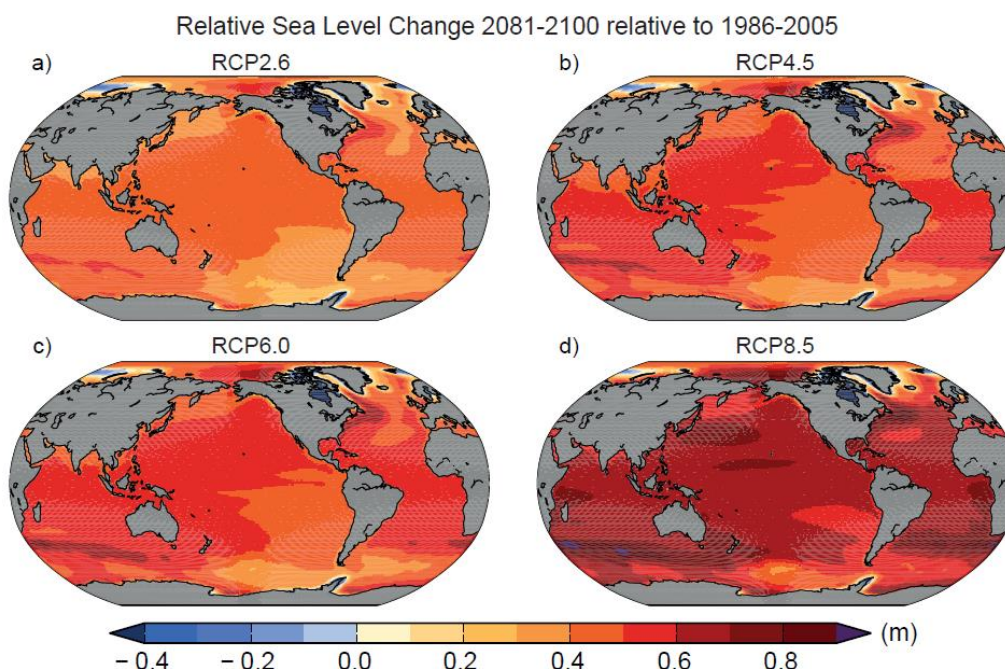 Relative Sea Level Change 2081-2100 relative to 1986-2005
a) RCP2.6
b) RCP4.5
c) RCP6.0
d) RCP8.5
(m)
− 0.4 − 0.2 0.0 0.2 0.4 0.6 0.8